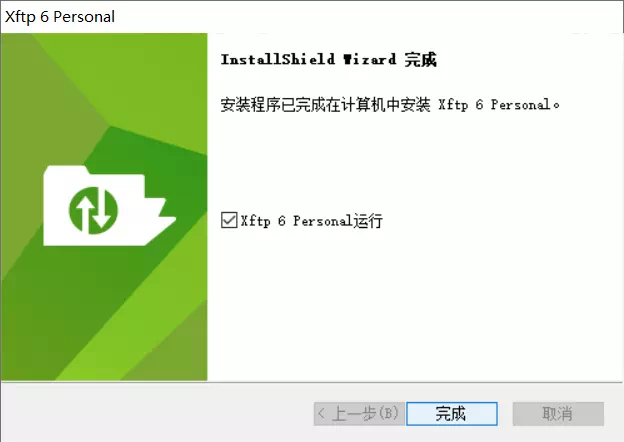 Xftp 6 Personal
InstallShield Wizard 完成
安装程序已完成在计算机中安装 Xftp 6 Personal。
Xftp 6 Personal运行
< 上一步(B)
完成
取消